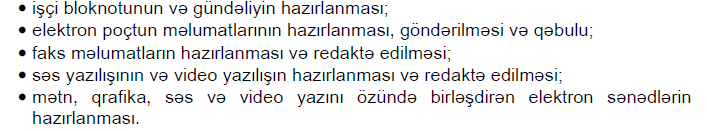 • işçi bloknotunun və gündəliyin hazırlanması;
• elektron poçtun məlumatlarının hazırlanması, göndərilməsi və qəbulu;
• faks məlumatların hazırlanması və redaktə edilməsi;
• səs yazılışının və video yazılışın hazırlanması və redaktə edilməsi;
• mətn, qrafika, səs və video yazını özündə birləşdirən elektron sənədlərin
hazırlanması.